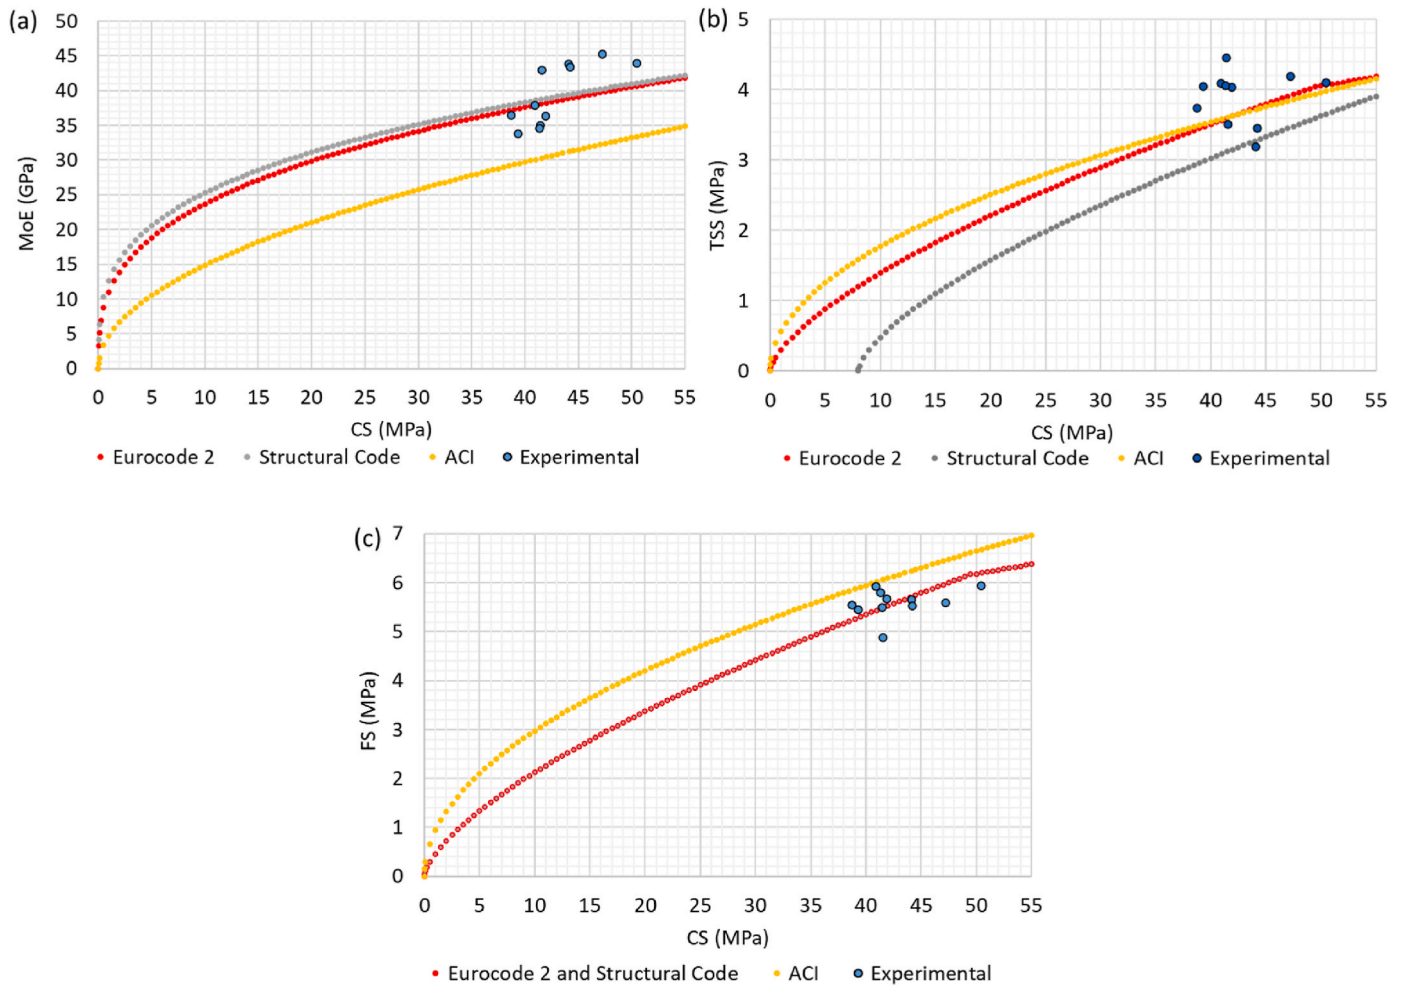 (a)
50
45
40
35
30
25
20
15
10
5
0
MoE (GPa)
0 5 10 15 20 25 30 35 40 45 50 55
CS (MPa)
Eurocode 2 Structural Code ACI Experimental
(b)
5
4
3
2
1
0
TSS (MPa)
0 5 10 15 20 25 30 35 40 45 50 55
CS (MPa)
Eurocode 2 Structural Code ACI Experimental
(c)
7
6
5
4
3
2
1
0
FS (MPa)
0 5 10 15 20 25 30 35 40 45 50 55
CS (MPa)
Eurocode 2 and Structural Code ACI Experimental